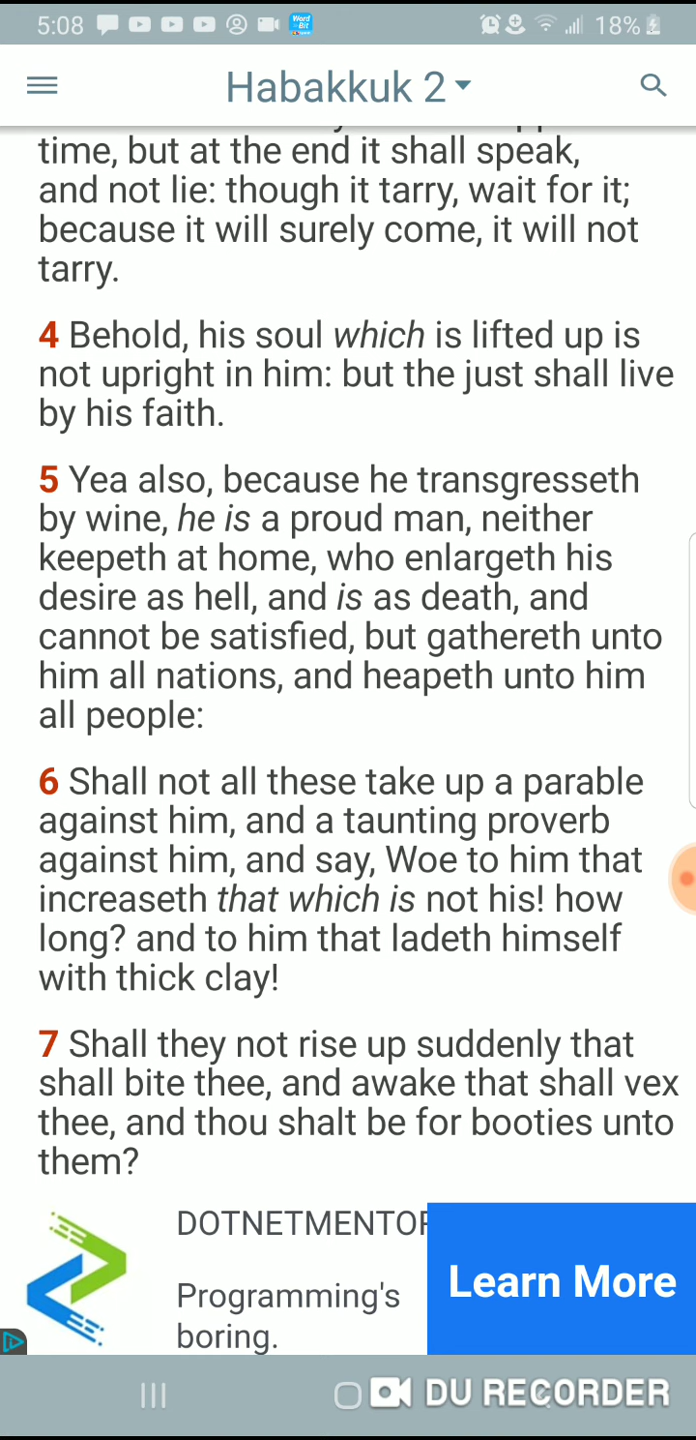 5:08
Word
Bit
18%
Habakkuk 2
time, but at the end it shall speak,
and not lie: though it tarry, wait for it;
because it will surely come, it will not
tarry.
4 Behold, his soul which is lifted up is
not upright in him: but the just shall live
by his faith.
5 Yea also, because he transgresseth
by wine, he is a proud man, neither
keepeth at home, who enlargeth his
desire as hell, and is as death, and
cannot be satisfied, but gathereth unto
him all nations, and heapeth unto him
all people:
6 Shall not all these take up a parable
against him, and a taunting proverb
against him, and say, Woe to him that
increaseth that which is not his! how
long? and to him that ladeth himself
with thick clay!
7 Shall they not rise up suddenly that
shall bite thee, and awake that shall vex
thee, and thou shalt be for booties unto
them?
DOTNETMENTOR
Programming's
boring.
Learn More
DU RECORDER